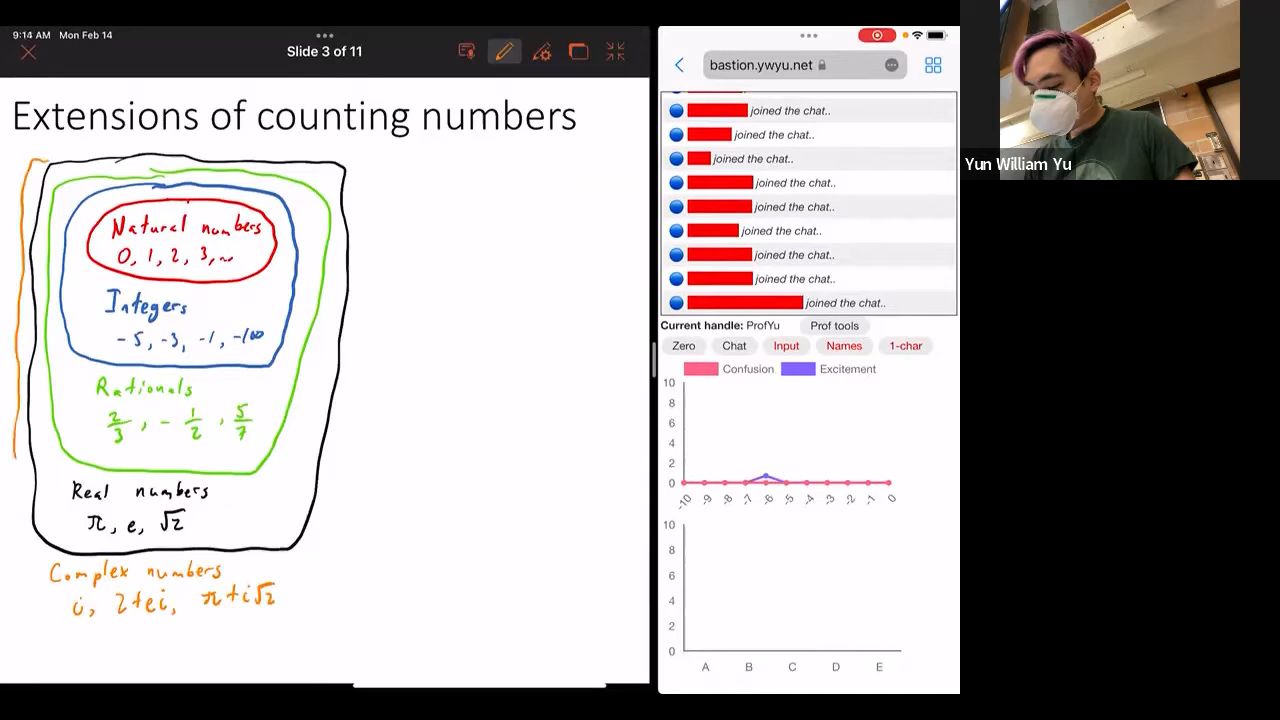 9:14 AM Mon Feb 14
Slide 3 of 11
Extensions of counting numbers
Natural numbers
0, 1, 2, 3, ...
Integers
-5, -3, -1, -100
Rationals
2/3, -1/2, 5/7
Real numbers
π, e, √2
Complex numbers
i, 2+ei, π+i√2
bastion.ywyu.net
joined the chat..
joined the chat..
joined the chat..
joined the chat..
joined the chat..
joined the chat..
joined the chat..
joined the chat..
joined the chat..
Current handle: ProfYu Prof tools
Zero Chat Input Names 1-char
Confusion Excitement
10
8
6
4
2
0
-10 -9 -8 -7 -6 -5 -4 -3 -2 -1 0
10
8
6
4
2
0
A B C D E
Yun William Yu